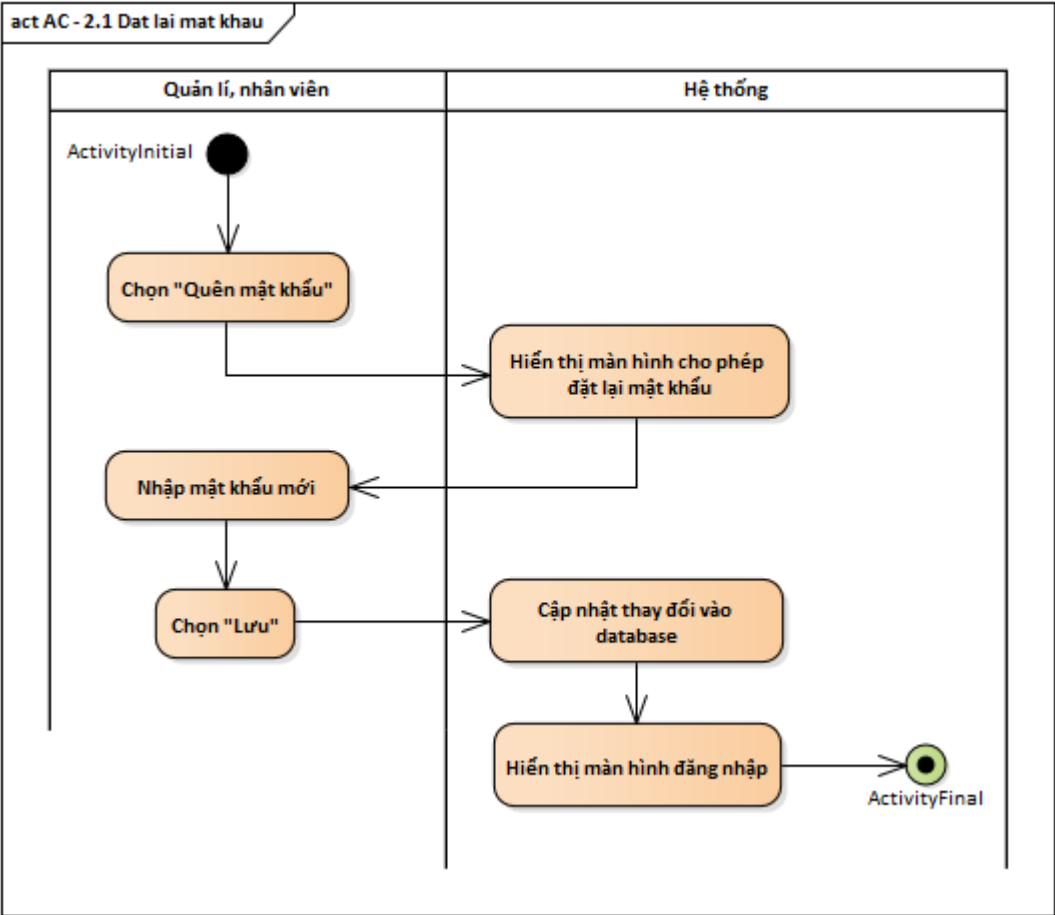 act AC - 2.1 Dat lai mat khau
Quản lí, nhân viên
Hệ thống
ActivityInitial
Chọn "Quên mật khẩu"
Hiển thị màn hình cho phép
đặt lại mật khẩu
Nhập mật khẩu mới
Chọn "Lưu"
Cập nhật thay đổi vào
database
Hiển thị màn hình đăng nhập
ActivityFinal